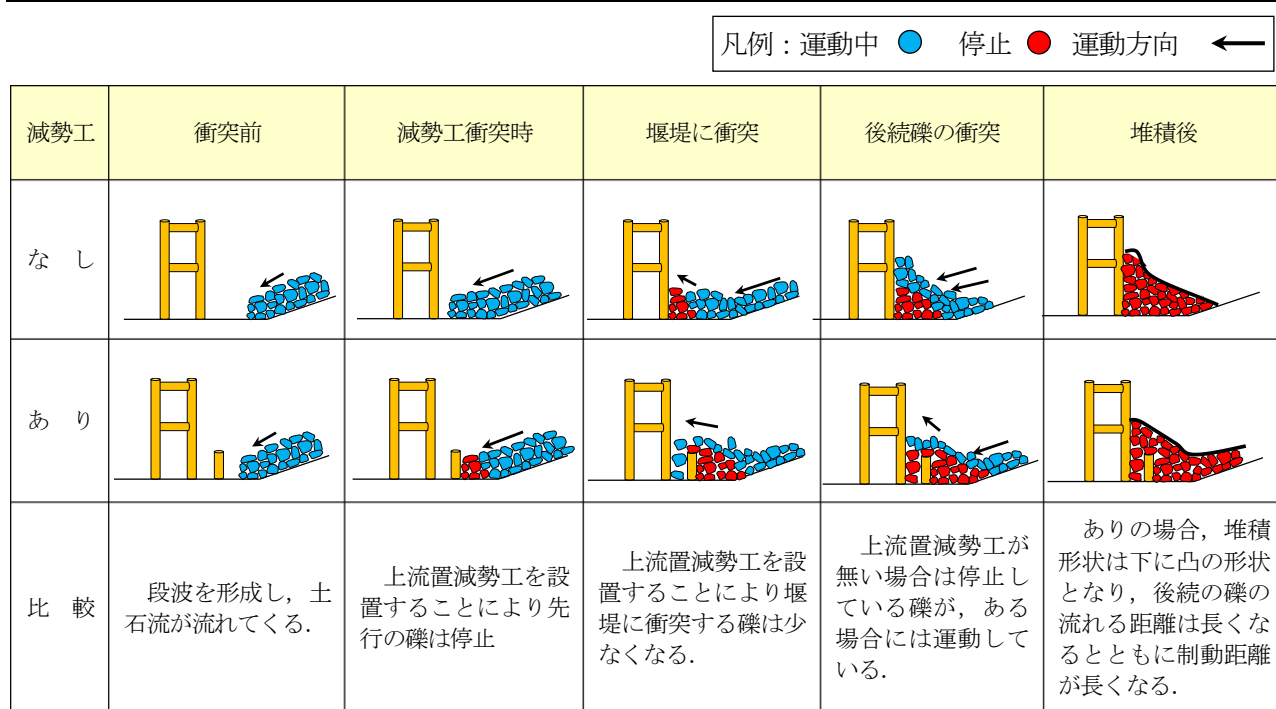 凡例：運動中 停止 運動方向
減勢工 衝突前 減勢工衝突時 堰堤に衝突 後続礫の衝突 堆積後
な し
あ り
比 較
段波を形成し，土
石流が流れてくる．
上流置減勢工を設
置することにより先
行の礫は停止
上流置減勢工を設
置することにより堰
堤に衝突する礫は少
なくなる．
上流置減勢工が
無い場合は停止し
ている礫が，ある
場合には運動して
いる．
ありの場合，堆積
形状は下に凸の形状
となり，後続の礫の
流れる距離は長くな
るとともに制動距離
が長くなる．